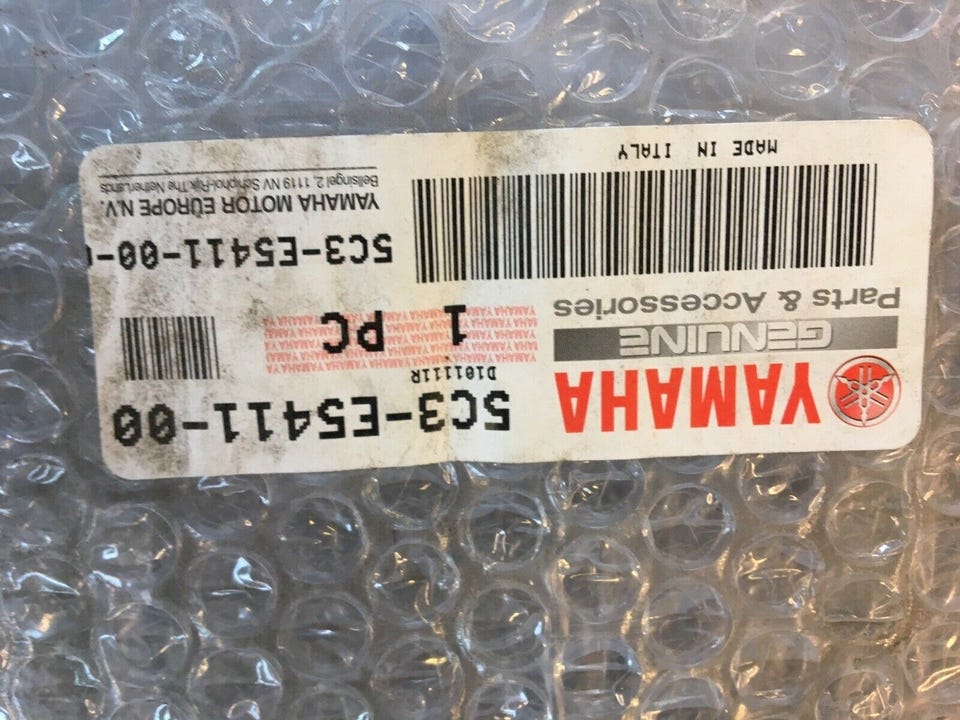 YAMAHA
GENUINE
Parts & Accessories
MADE IN ITALY
5C3-E5411-00
D101111R
1 PC
5C3-E5411-00-
YAMAHA MOTOR EUROPE N.V.
Bellsingel 2, 1119 NV Schiphol-Rijk The Netherlands